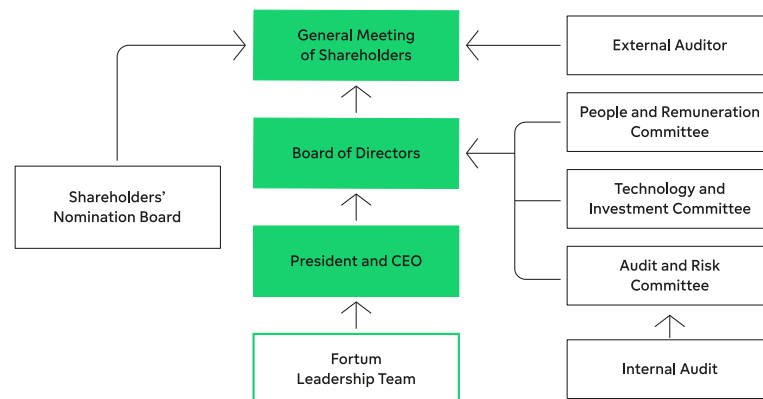 General Meeting
of Shareholders
External Auditor
People and Remuneration
Committee
Board of Directors
Shareholders’
Nomination Board
Technology and
Investment Committee
President and CEO
Audit and Risk
Committee
Fortum
Leadership Team
Internal Audit